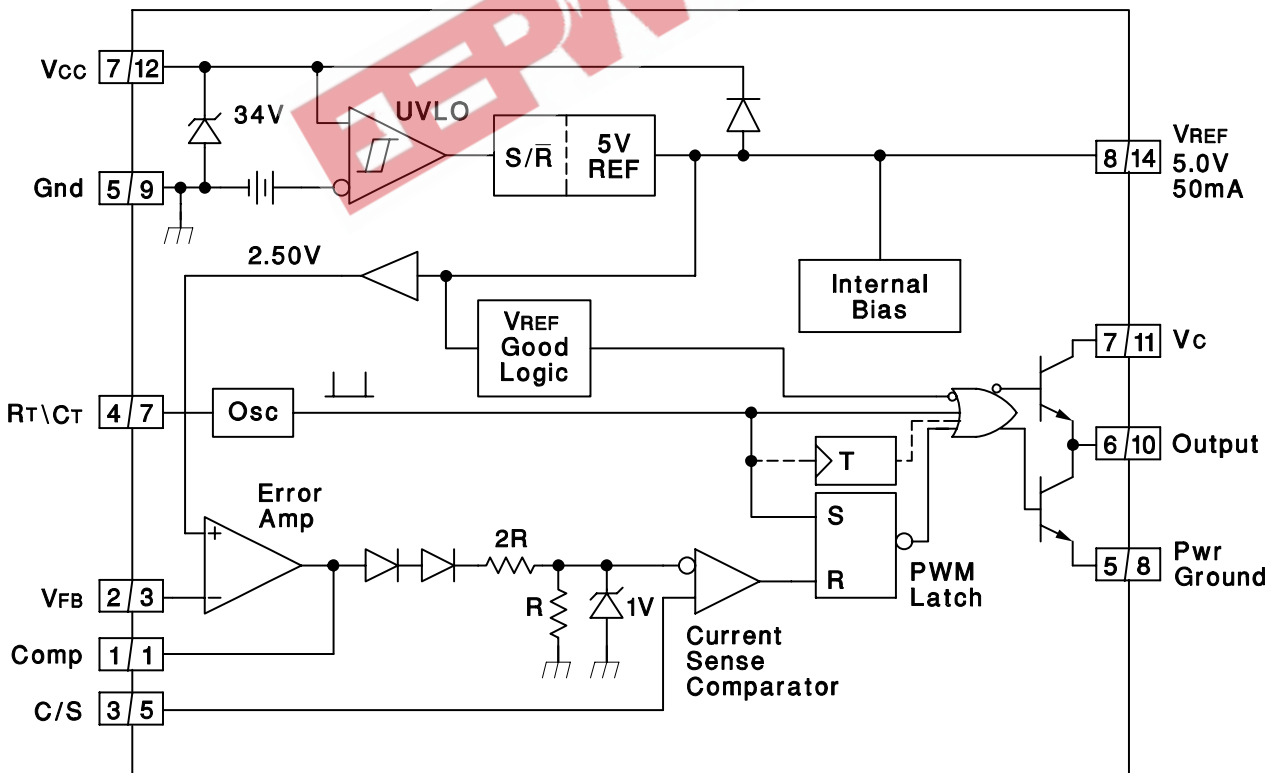 EEPW
VCC 7/12
34V
UVLO
S/R̅
5V
REF
8/14
VREF
5.0V
50mA
Gnd 5/9
2.50V
Internal
Bias
VREF
Good
Logic
7/11 VC
RT\CT 4/7
Osc
T
6/10 Output
Error
Amp
+
−
2R
R
1V
S
R
PWM
Latch
5/8
Pwr
Ground
VFB 2/3
Comp 1/1
Current
Sense
Comparator
C/S 3/5